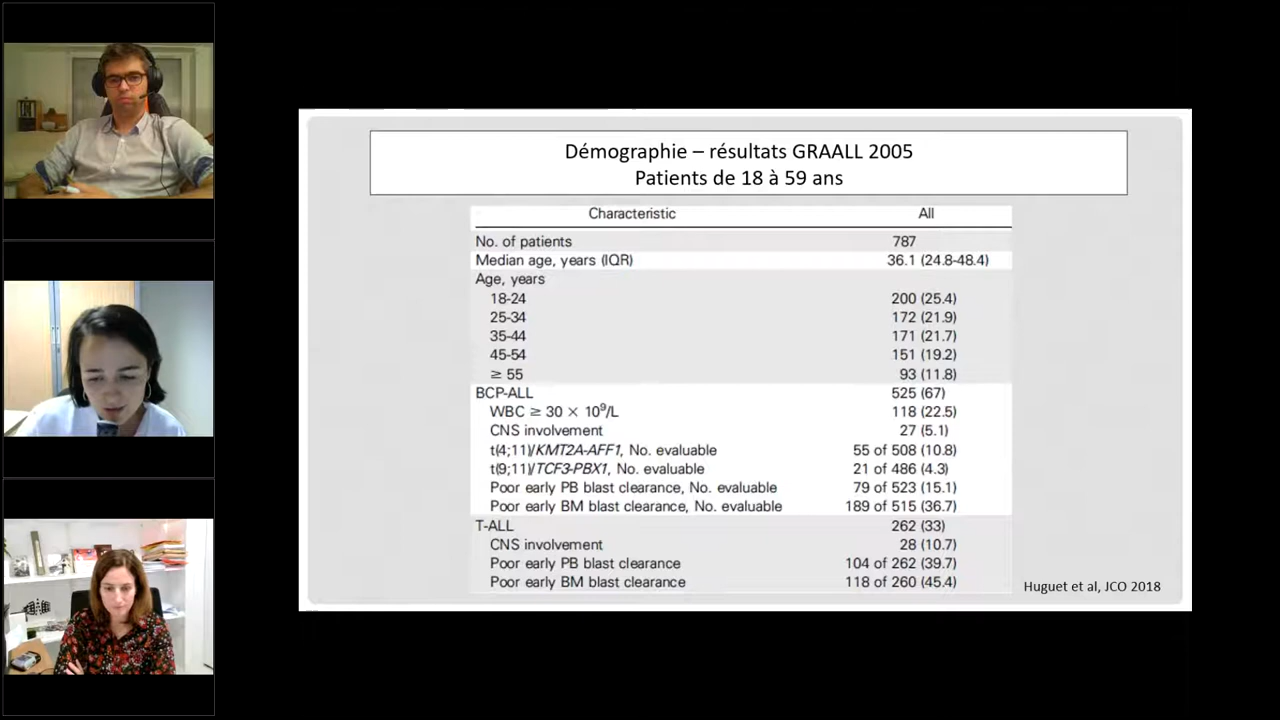 Démographie – résultats GRAALL 2005
Patients de 18 à 59 ans
Characteristic All
No. of patients 787
Median age, years (IQR) 36.1 (24.8-48.4)
Age, years
18-24 200 (25.4)
25-34 172 (21.9)
35-44 171 (21.7)
45-54 151 (19.2)
≥ 55 93 (11.8)
BCP-ALL 525 (67)
WBC ≥ 30 × 10⁹/L 118 (22.5)
CNS involvement 27 (5.1)
t(4;11)/KMT2A-AFF1, No. evaluable 55 of 508 (10.8)
t(9;11)/TCF3-PBX1, No. evaluable 21 of 486 (4.3)
Poor early PB blast clearance, No. evaluable 79 of 523 (15.1)
Poor early BM blast clearance, No. evaluable 189 of 515 (36.7)
T-ALL 262 (33)
CNS involvement 28 (10.7)
Poor early PB blast clearance 104 of 262 (39.7)
Poor early BM blast clearance 118 of 260 (45.4)
Huguet et al, JCO 2018